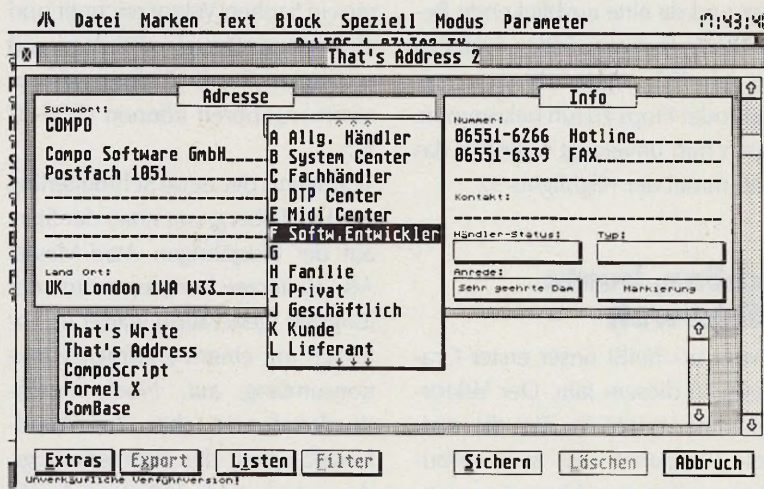 Datei Marken Text Block Speziell Modus Parameter
That's Address 2
Adresse
Suchwort:
COMPO
Compo Software GmbH
Postfach 1051
Land Ort:
UK London 1WA W33
A Allg. Händler
B System Center
C Fachhändler
D DTP Center
E Midi Center
F Softw.Entwickler
G
H Familie
I Privat
J Geschäftlich
K Kunde
L Lieferant
Info
Nummer:
06551-6266 Hotline
06551-6339 FAX
Kontakt:
Händler-Status: Typ:
Anrede:
Sehr geehrte Dam Markierung
That's Write
That's Address
CompoScript
Formel X
ComBase
Extras Export Listen Filter Sichern Löschen Abbruch
Unverkäufliche Verführversion!